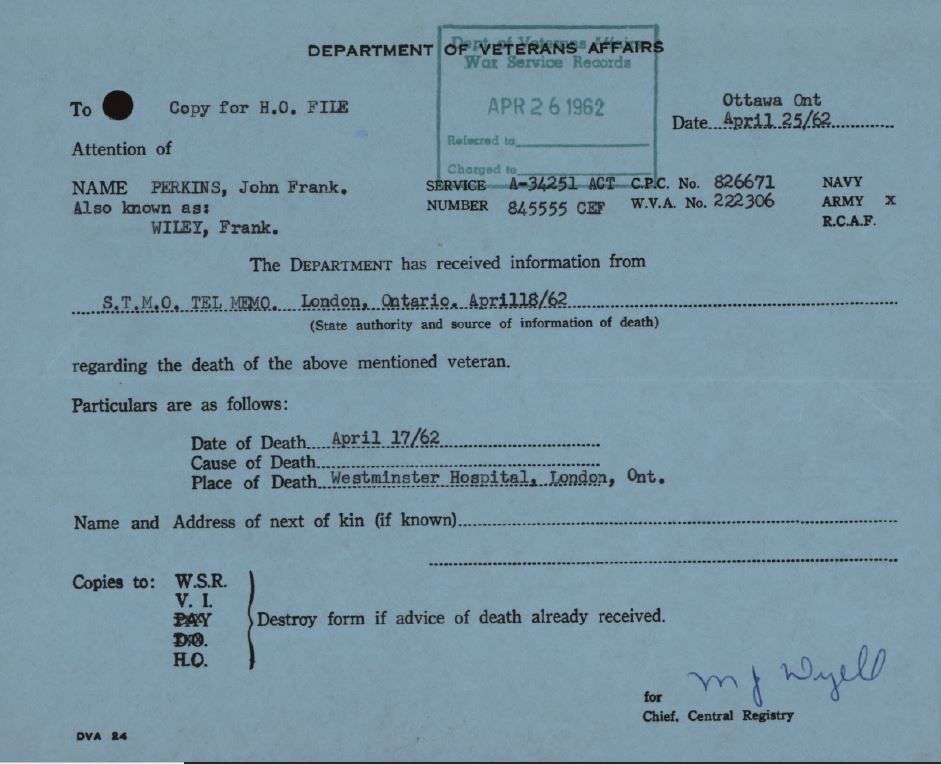 DEPARTMENT OF VETERANS AFFAIRS
Dept of Veterans Affairs
War Service Records
APR 26 1962
Referred to
Charged to
To Copy for H.O. FILE
Ottawa Ont
Date April 25/62
Attention of
NAME PERKINS, John Frank.
Also known as:
WILEY, Frank.
SERVICE A-34251 ACT C.P.C. No. 826671 NAVY
NUMBER 845555 CEF W.V.A. No. 222306 ARMY X
R.C.A.F.
The DEPARTMENT has received information from
S.T.M.O. TEL MEMO. London, Ontario. April18/62
(State authority and source of information of death)
regarding the death of the above mentioned veteran.
Particulars are as follows:
Date of Death April 17/62
Cause of Death
Place of Death Westminster Hospital, London, Ont.
Name and Address of next of kin (if known)
Copies to: W.S.R.
V. I.
PAY
D.O.
H.O.
Destroy form if advice of death already received.
M J Wyell
for
Chief, Central Registry
DVA 24